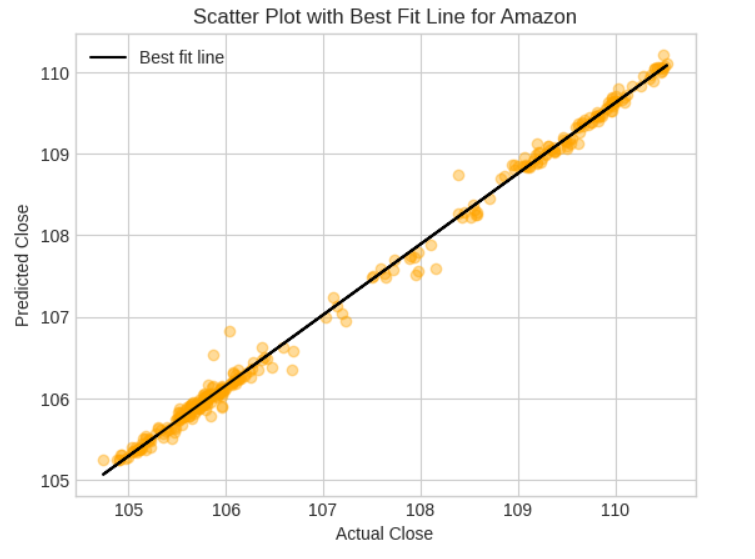 Scatter Plot with Best Fit Line for Amazon
Best fit line
110
109
108
107
106
105
Predicted Close
105 106 107 108 109 110
Actual Close